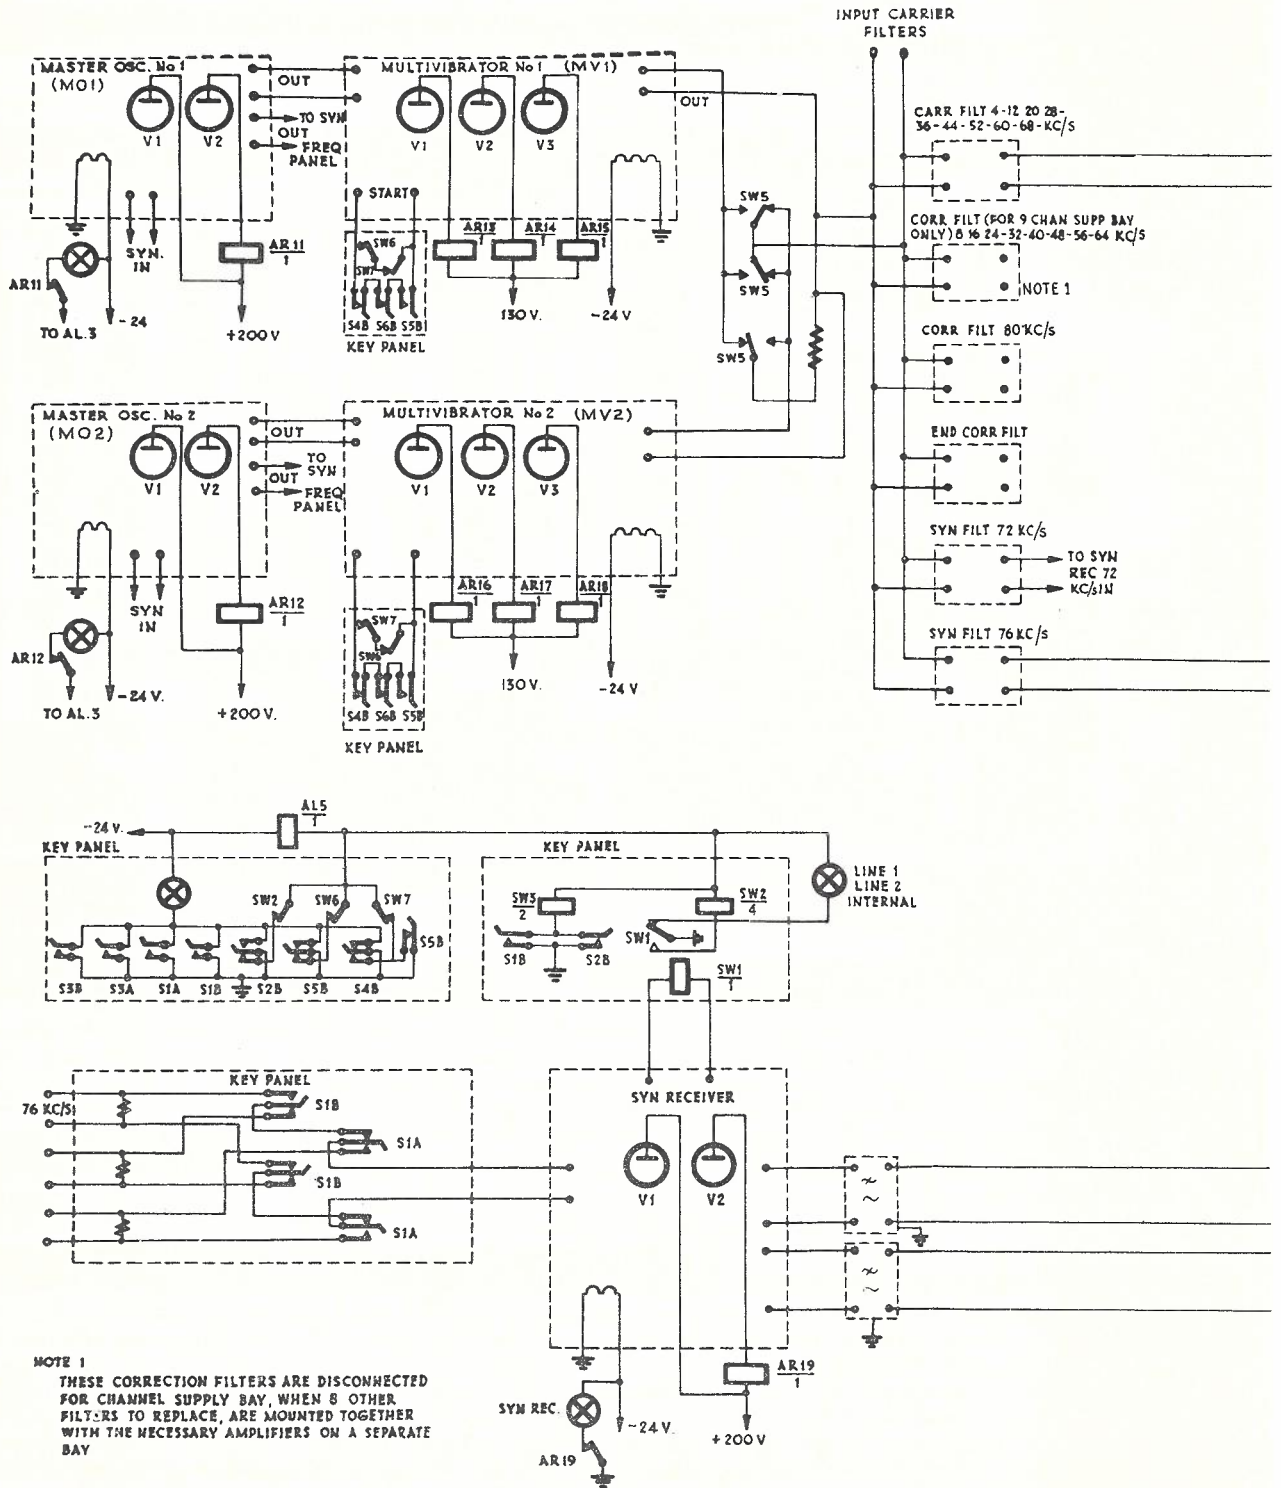 INPUT CARRIER
FILTERS
MASTER OSC. No 1
(MO1)
V1
V2
OUT
TO SYN
OUT
FREQ
PANEL
SYN.
IN
AR11
1
AR11
TO AL.3
-24
+200V
MULTIVIBRATOR No 1 (MV1)
V1
V2
V3
START
OUT
SW6
SW7
S4B S6B S5B
KEY PANEL
AR13
1
AR14
1
AR15
1
130 V.
-24 V
SW5
SW5
SW5
CARR FILT 4-12 20 28-
36-44-52-60-68-KC/S
CORR FILT (FOR 9 CHAN SUPP BAY
ONLY) 8 16 24-32-40-48-56-64 KC/S
NOTE 1
CORR FILT 80 KC/S
END CORR FILT
SYN FILT 72 KC/S
TO SYN
REC 72
KC/S IN
SYN FILT 76 KC/S
MASTER OSC. No 2
(MO2)
V1
V2
OUT
TO
SYN
OUT
FREQ
PANEL
SYN
IN
AR12
1
AR12
TO AL.3
-24V.
+200 V.
MULTIVIBRATOR No 2 (MV2)
V1
V2
V3
SW7
SW6
S4B S6B S5B
KEY PANEL
AR16
1
AR17
1
AR18
1
130 V.
-24 V
-24 V.
AL5
1
KEY PANEL
SW2
SW6
SW7
S5B
S3B
S3A
S1A
S1B
S2B
S5B
S4B
KEY PANEL
SW3
2
SW2
4
SW1
S1B
S2B
SW1
1
LINE 1
LINE 2
INTERNAL
KEY PANEL
76 KC/S
S1B
S1A
S1B
S1A
SYN RECEIVER
V1
V2
AR19
1
SYN REC.
-24 V.
+200 V
AR19
NOTE 1
THESE CORRECTION FILTERS ARE DISCONNECTED
FOR CHANNEL SUPPLY BAY, WHEN 8 OTHER
FILTERS TO REPLACE, ARE MOUNTED TOGETHER
WITH THE NECESSARY AMPLIFIERS ON A SEPARATE
BAY